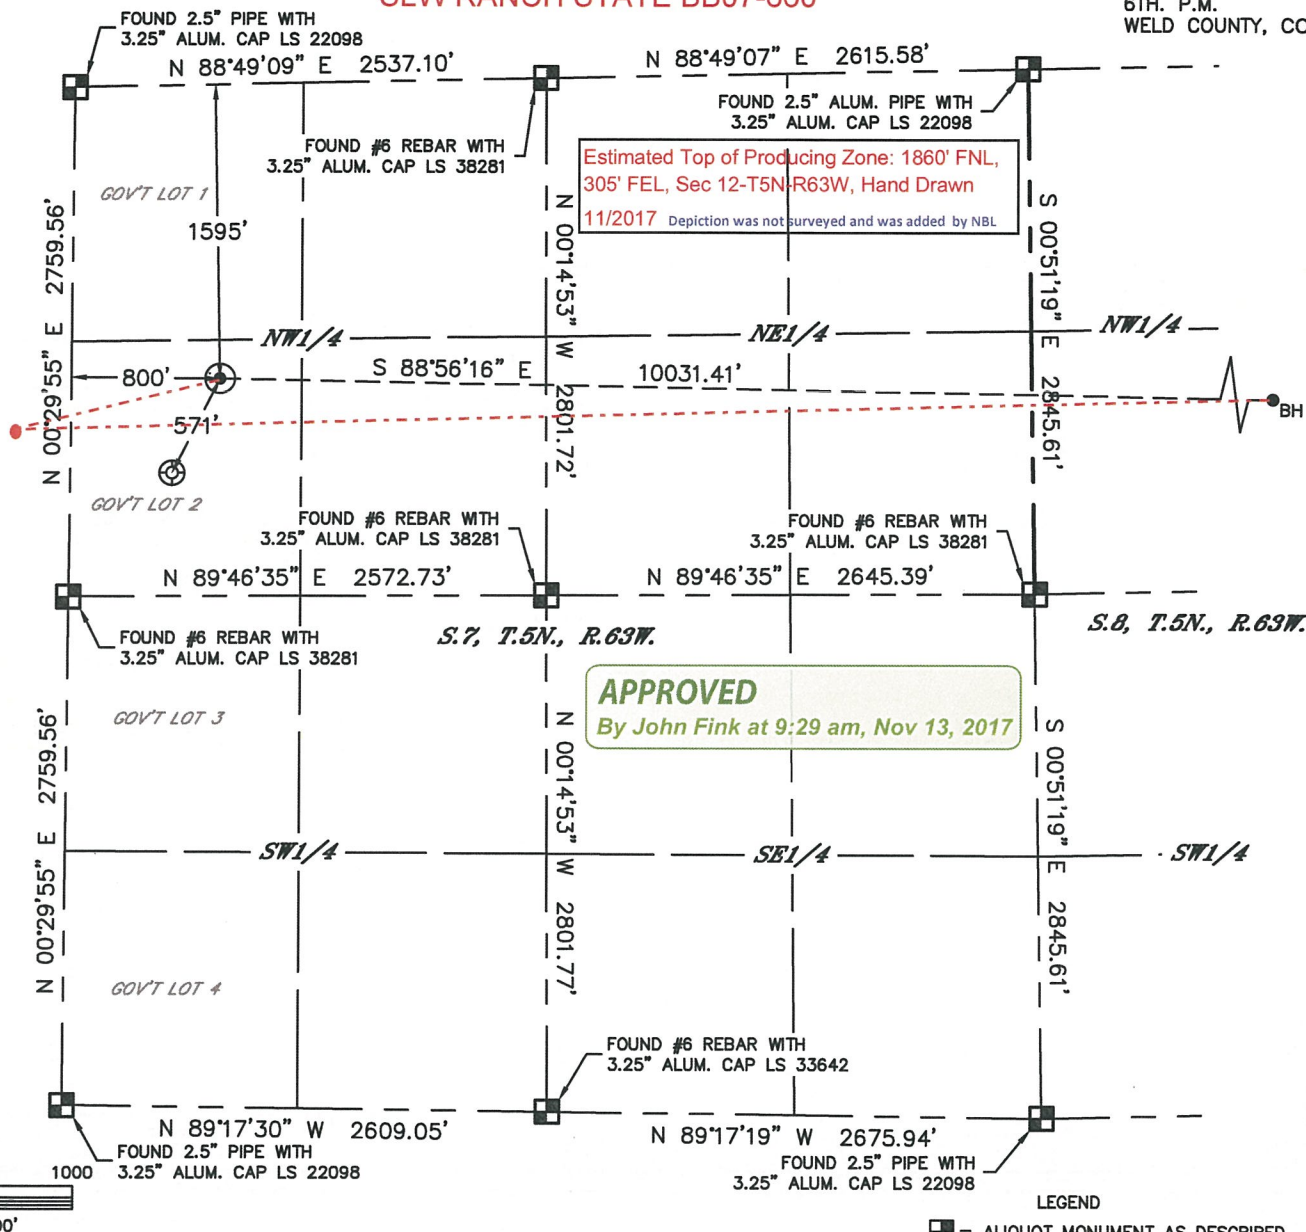 6TH. P.M.
WELD COUNTY, CO
FOUND 2.5" PIPE WITH
3.25" ALUM. CAP LS 22098
N 88°49'09" E 2537.10'
N 88°49'07" E 2615.58'
FOUND 2.5" ALUM. PIPE WITH
3.25" ALUM. CAP LS 22098
FOUND #6 REBAR WITH
3.25" ALUM. CAP LS 38281
Estimated Top of Producing Zone: 1860' FNL,
305' FEL, Sec 12-T5N-R63W, Hand Drawn
11/2017 Depiction was not surveyed and was added by NBL
GOV'T LOT 1
1595'
N 00°29'55" E 2759.56'
N 00°14'53" W 2801.72'
S 00°51'19" E 2845.61'
NW1/4
NE1/4
NW1/4
800'
S 88°56'16" E 10031.41'
BH
571'
GOV'T LOT 2
FOUND #6 REBAR WITH
3.25" ALUM. CAP LS 38281
FOUND #6 REBAR WITH
3.25" ALUM. CAP LS 38281
N 89°46'35" E 2572.73'
N 89°46'35" E 2645.39'
FOUND #6 REBAR WITH
3.25" ALUM. CAP LS 38281
S.7, T.5N., R.63W.
S.8, T.5N., R.63W.
APPROVED
By John Fink at 9:29 am, Nov 13, 2017
GOV'T LOT 3
N 00°29'55" E 2759.56'
N 00°14'53" W 2801.77'
S 00°51'19" E 2845.61'
SW1/4
SE1/4
SW1/4
GOV'T LOT 4
FOUND #6 REBAR WITH
3.25" ALUM. CAP LS 33642
N 89°17'30" W 2609.05'
N 89°17'19" W 2675.94'
FOUND 2.5" PIPE WITH
3.25" ALUM. CAP LS 22098
FOUND 2.5" PIPE WITH
3.25" ALUM. CAP LS 22098
1000
LEGEND
= ALIQUOT MONUMENT AS DESCRIBED